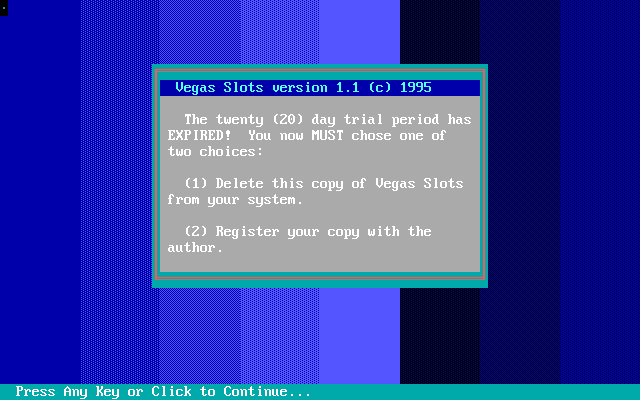 Vegas Slots version 1.1 (c) 1995
The twenty (20) day trial period has
EXPIRED!  You now MUST chose one of
two choices:
(1) Delete this copy of Vegas Slots
from your system.
(2) Register your copy with the
author.
Press Any Key or Click to Continue...